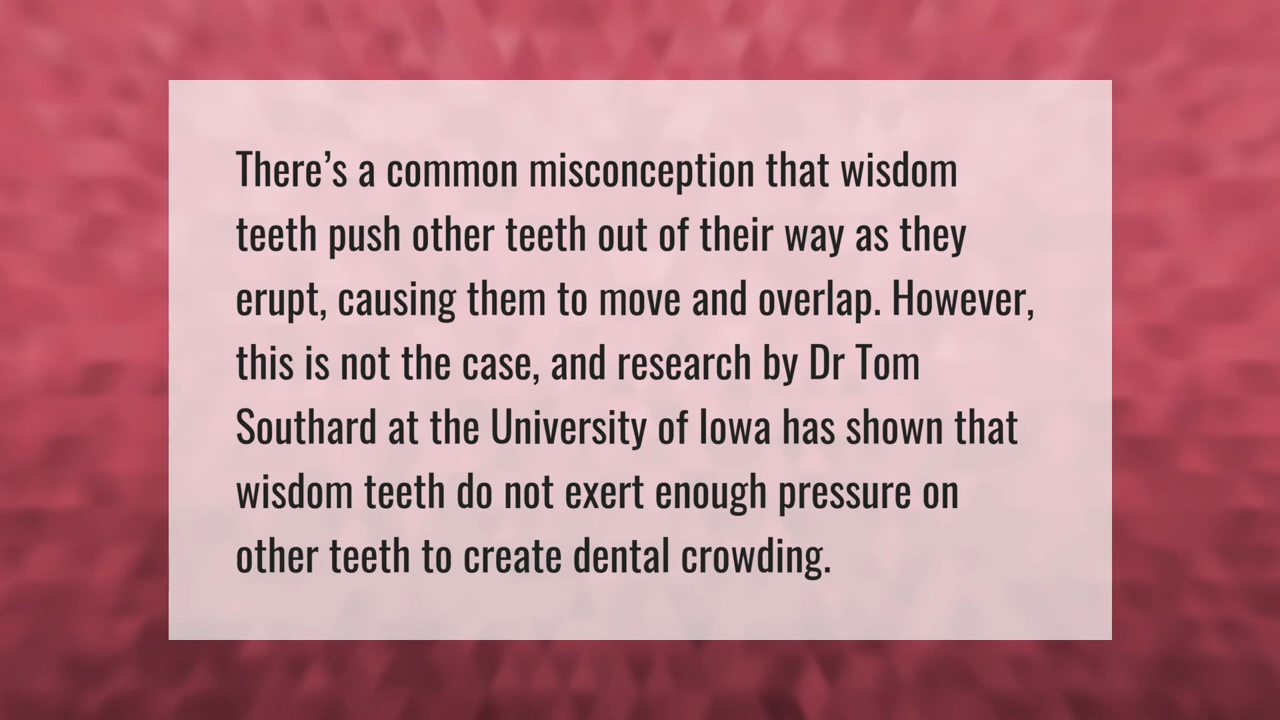 There’s a common misconception that wisdom
teeth push other teeth out of their way as they
erupt, causing them to move and overlap. However,
this is not the case, and research by Dr Tom
Southard at the University of Iowa has shown that
wisdom teeth do not exert enough pressure on
other teeth to create dental crowding.